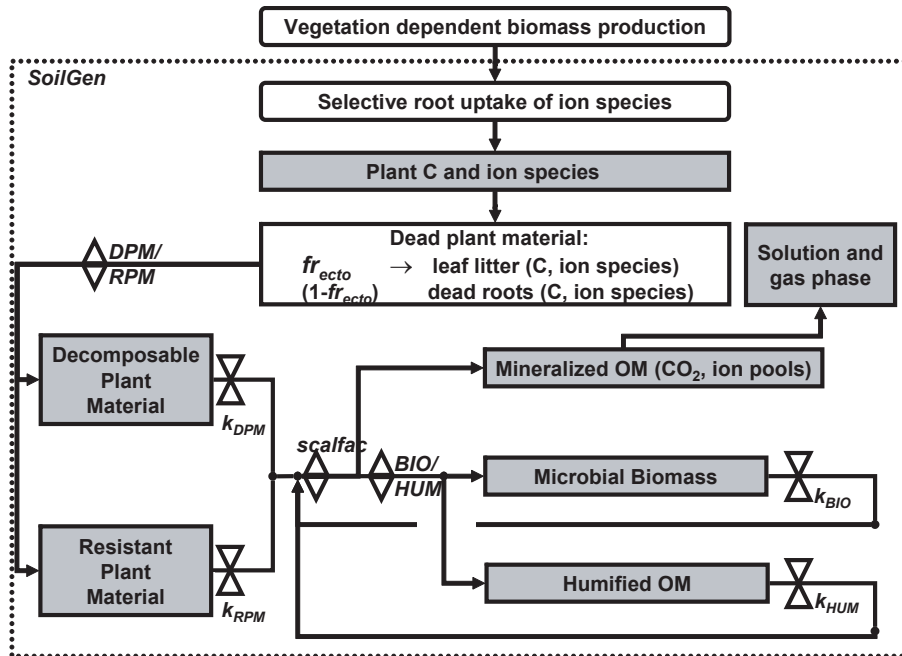 Vegetation dependent biomass production
SoilGen
Selective root uptake of ion species
Plant C and ion species
Dead plant material:
fr_ecto → leaf litter (C, ion species)
(1-fr_ecto) dead roots (C, ion species)
DPM/
RPM
Solution and
gas phase
Decomposable
Plant
Material
k_DPM
Mineralized OM (CO₂, ion pools)
scalfac
BIO/
HUM
Microbial Biomass
k_BIO
Resistant
Plant
Material
k_RPM
Humified OM
k_HUM